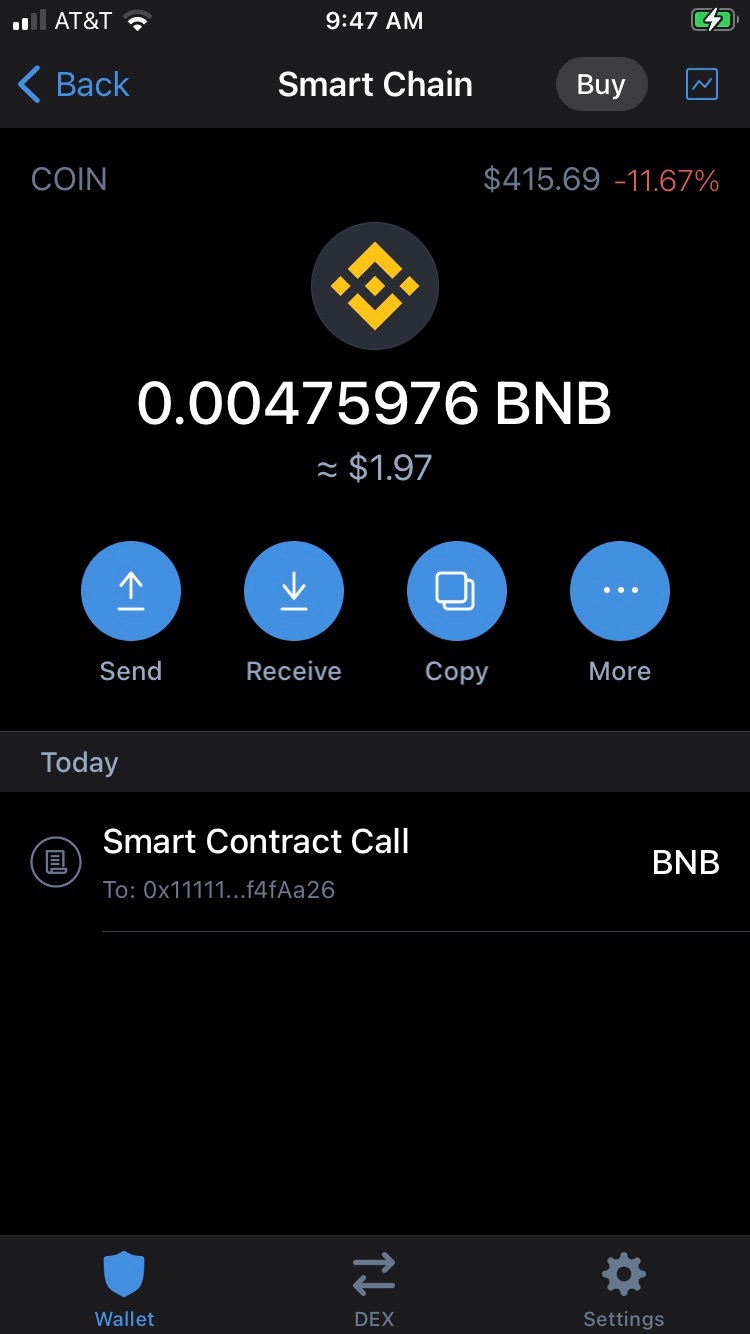 AT&T 9:47 AM
Back Smart Chain Buy
COIN $415.69 -11.67%
0.00475976 BNB
≈ $1.97
Send Receive Copy More
Today
Smart Contract Call
BNB
To: 0x11111...f4fAa26
Wallet DEX Settings